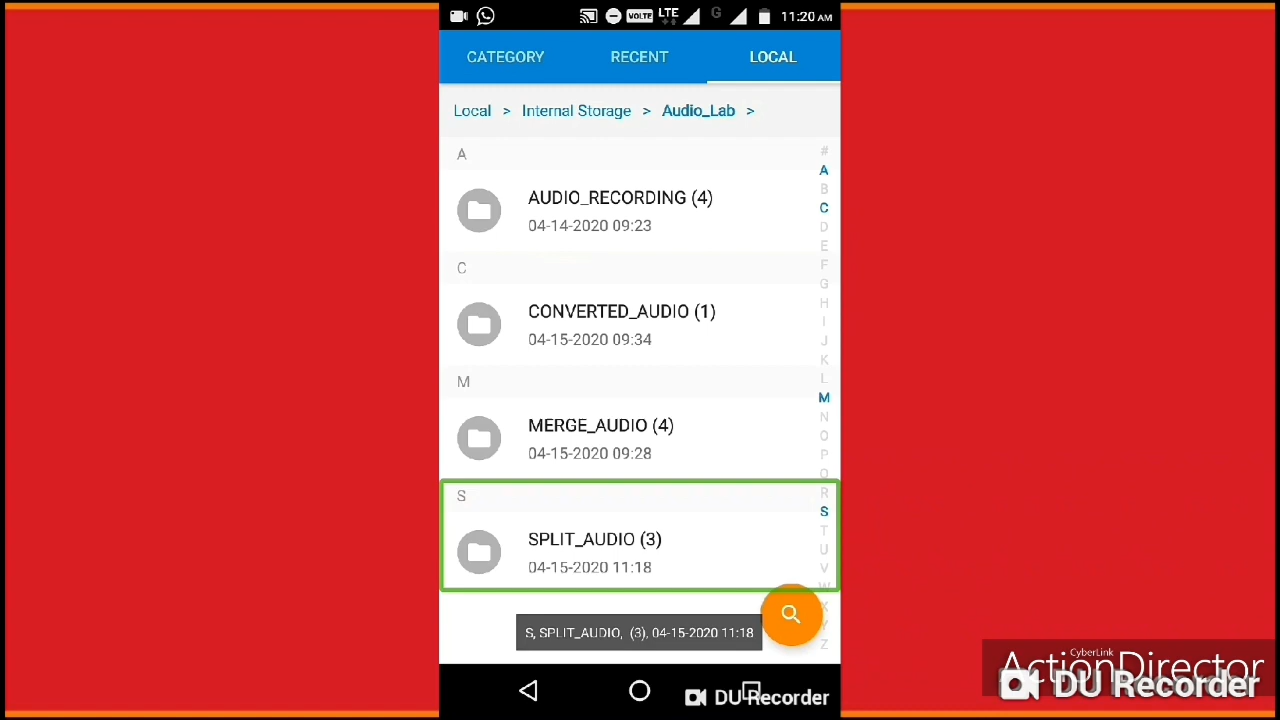 VOLTE LTE G 11:20 AM
CATEGORY RECENT LOCAL
Local > Internal Storage > Audio_Lab >
A
AUDIO_RECORDING (4)
04-14-2020 09:23
C
CONVERTED_AUDIO (1)
04-15-2020 09:34
M
MERGE_AUDIO (4)
04-15-2020 09:28
S
SPLIT_AUDIO (3)
04-15-2020 11:18
#
A
B
C
D
E
F
G
H
I
J
K
L
M
N
O
P
Q
R
S
T
U
V
W
X
Y
Z
S, SPLIT_AUDIO, (3), 04-15-2020 11:18
DU Recorder
CyberLink
ActionDirector
DU Recorder